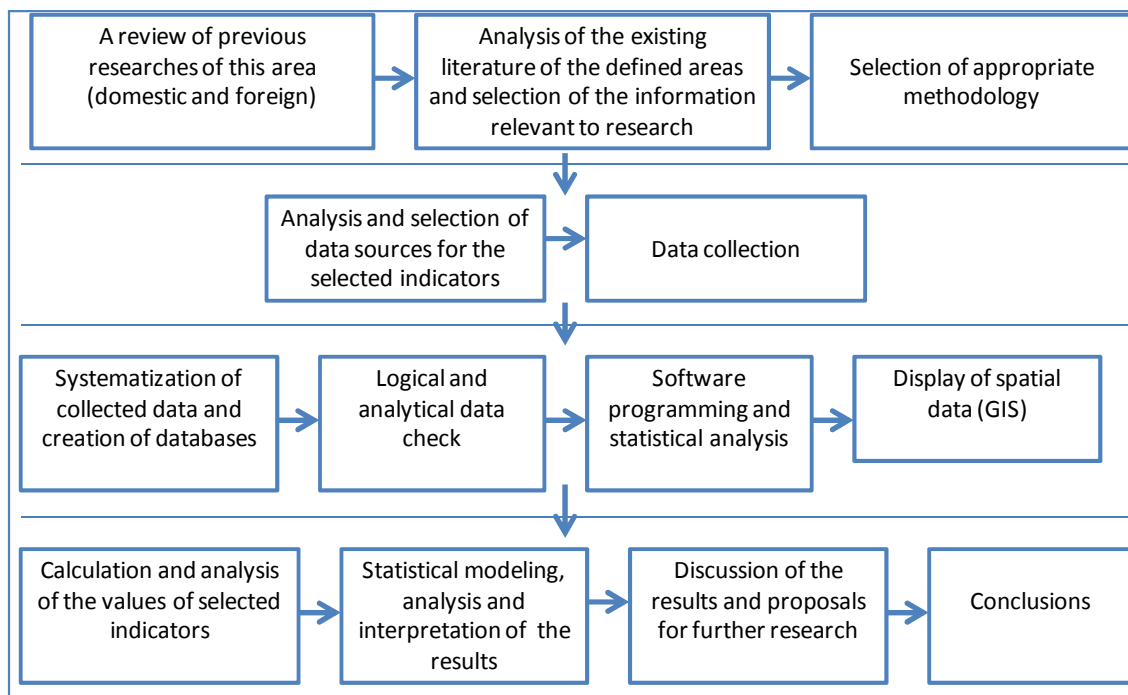 A review of previous
researches of this area
(domestic and foreign)
Analysis of the existing
literature of the defined areas
and selection of the information
relevant to research
Selection of appropriate
methodology
Analysis and selection of
data sources for the
selected indicators
Data collection
Systematization of
collected data and
creation of databases
Logical and
analytical data
check
Software
programming and
statistical analysis
Display of spatial
data (GIS)
Calculation and analysis
of the values of selected
indicators
Statistical modeling,
analysis and
interpretation of the
results
Discussion of the
results and proposals
for further research
Conclusions